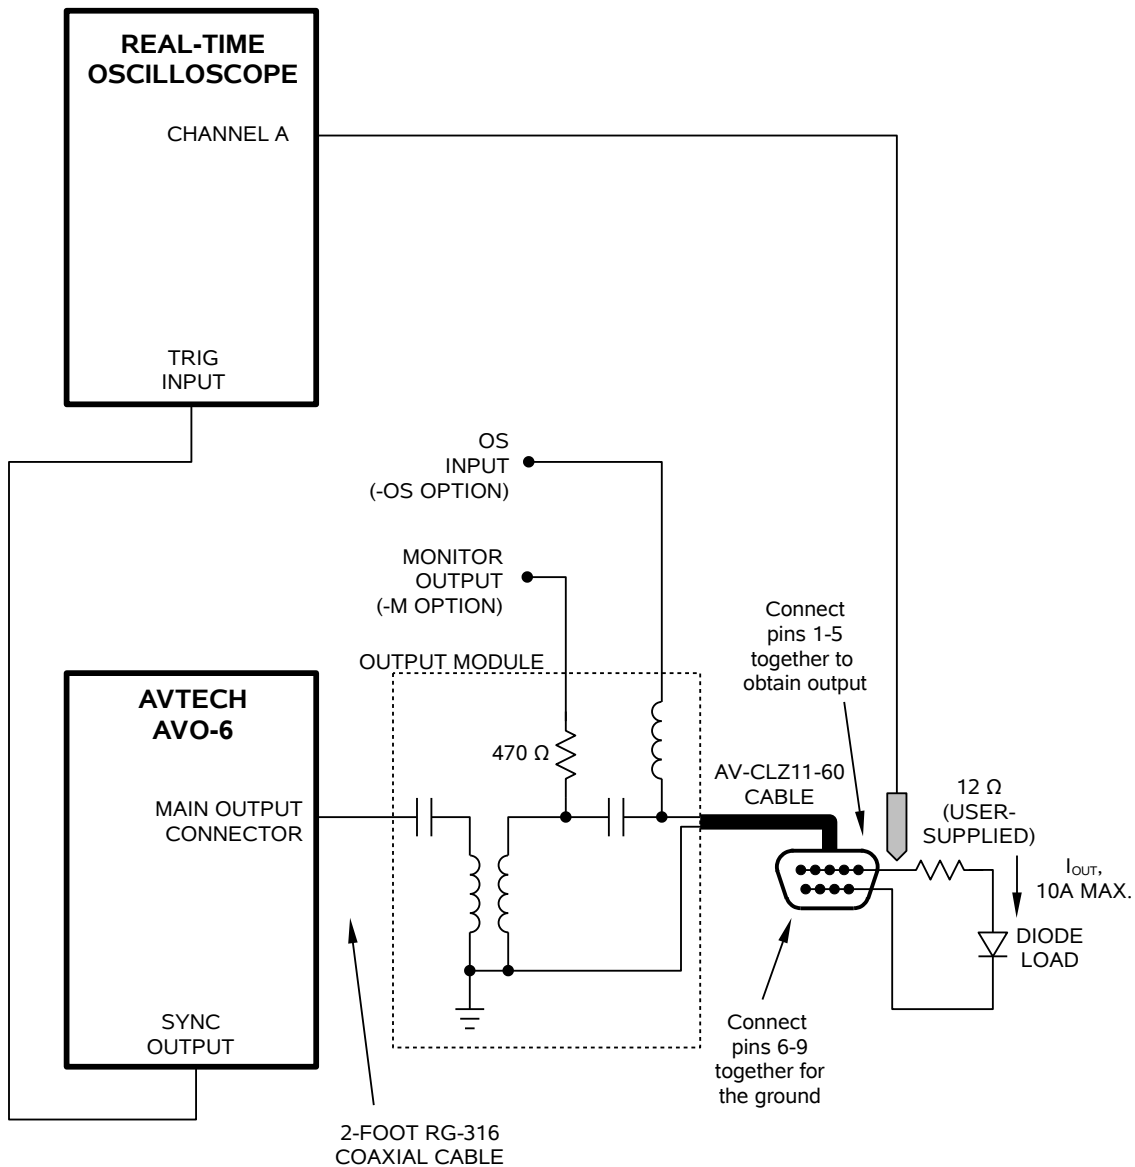 REAL-TIME
OSCILLOSCOPE
CHANNEL A
TRIG
INPUT
OS
INPUT
(-OS OPTION)
MONITOR
OUTPUT
(-M OPTION)
OUTPUT MODULE
Connect
pins 1-5
together to
obtain output
AVTECH
AVO-6
470 Ω
AV-CLZ11-60
CABLE
12 Ω
(USER-
SUPPLIED)
MAIN OUTPUT
CONNECTOR
IOUT,
10A MAX.
DIODE
LOAD
SYNC
OUTPUT
Connect
pins 6-9
together for
the ground
2-FOOT RG-316
COAXIAL CABLE